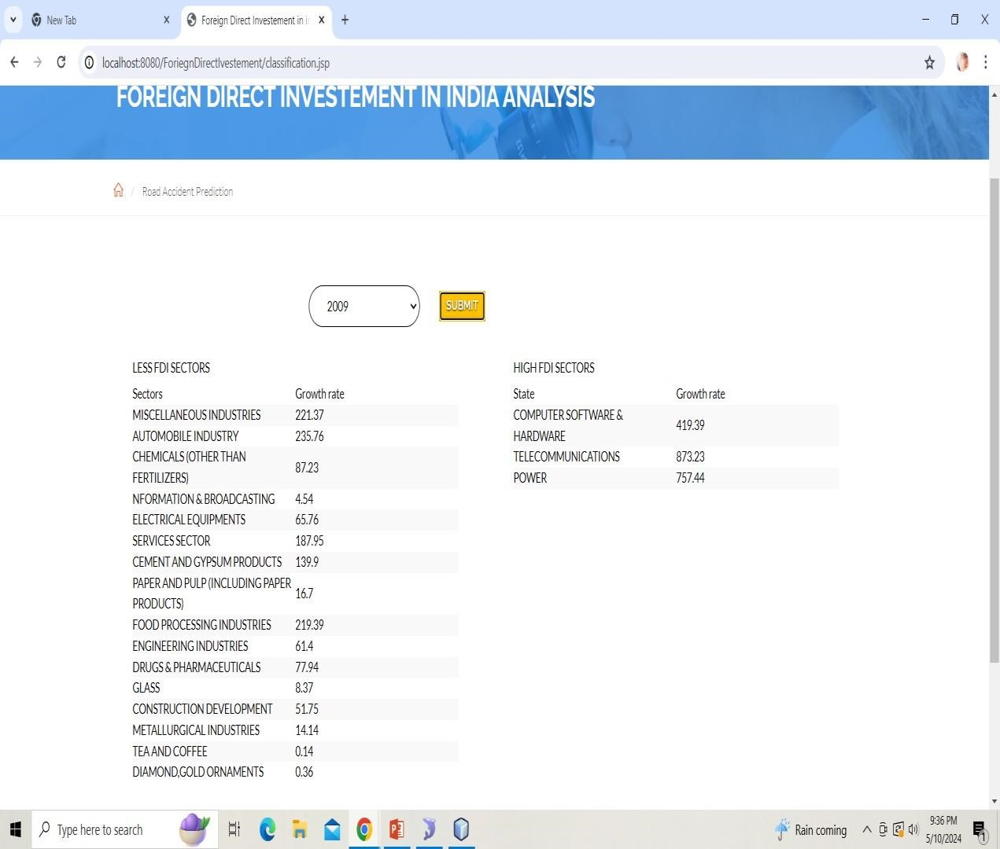 New Tab
Foreign Direct Investement in in
localhost:8080/ForiegnDirectIvestement/classification.jsp
FOREIGN DIRECT INVESTEMENT IN INDIA ANALYSIS
/ Road Accident Prediction
2009
SUBMIT
LESS FDI SECTORS
Sectors Growth rate
MISCELLANEOUS INDUSTRIES 221.37
AUTOMOBILE INDUSTRY 235.76
CHEMICALS (OTHER THAN
FERTILIZERS) 87.23
NFORMATION & BROADCASTING 4.54
ELECTRICAL EQUIPMENTS 65.76
SERVICES SECTOR 187.95
CEMENT AND GYPSUM PRODUCTS 139.9
PAPER AND PULP (INCLUDING PAPER
PRODUCTS) 16.7
FOOD PROCESSING INDUSTRIES 219.39
ENGINEERING INDUSTRIES 61.4
DRUGS & PHARMACEUTICALS 77.94
GLASS 8.37
CONSTRUCTION DEVELOPMENT 51.75
METALLURGICAL INDUSTRIES 14.14
TEA AND COFFEE 0.14
DIAMOND,GOLD ORNAMENTS 0.36
HIGH FDI SECTORS
State Growth rate
COMPUTER SOFTWARE &
HARDWARE 419.39
TELECOMMUNICATIONS 873.23
POWER 757.44
Type here to search
Rain coming
9:36 PM
5/10/2024
1